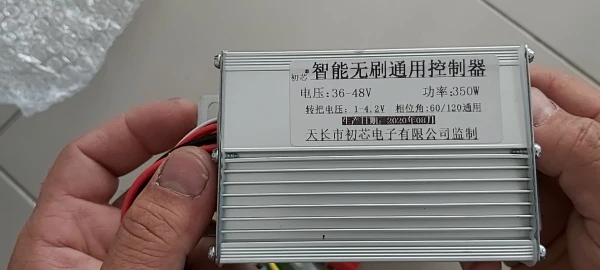 初芯 智能无刷通用控制器
电压:36-48V 功率:350W
转把电压: 1-4.2V 相位角:60/120通用
生产日期: 2020年08月
天长市初芯电子有限公司监制